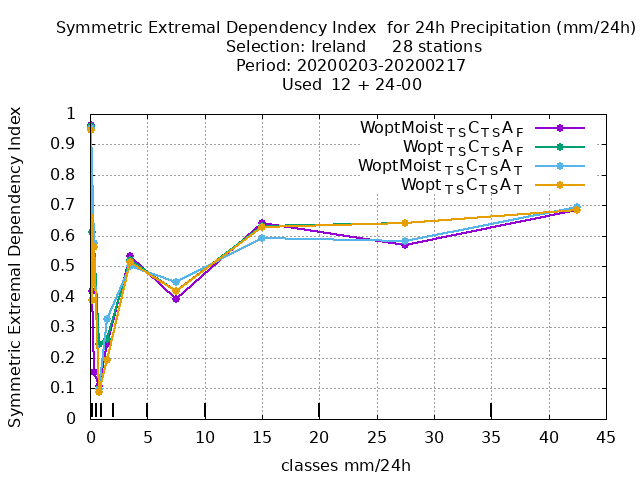 Symmetric Extremal Dependency Index  for 24h Precipitation (mm/24h)
Selection: Ireland     28 stations
Period: 20200203-20200217
Used  12 + 24-00
Symmetric Extremal Dependency Index
1
0.9
0.8
0.7
0.6
0.5
0.4
0.3
0.2
0.1
0
WoptMoist TS C TS A F
Wopt TS C TS A F
WoptMoist TS C TS A T
Wopt TS C TS A T
0 5 10 15 20 25 30 35 40 45
classes mm/24h